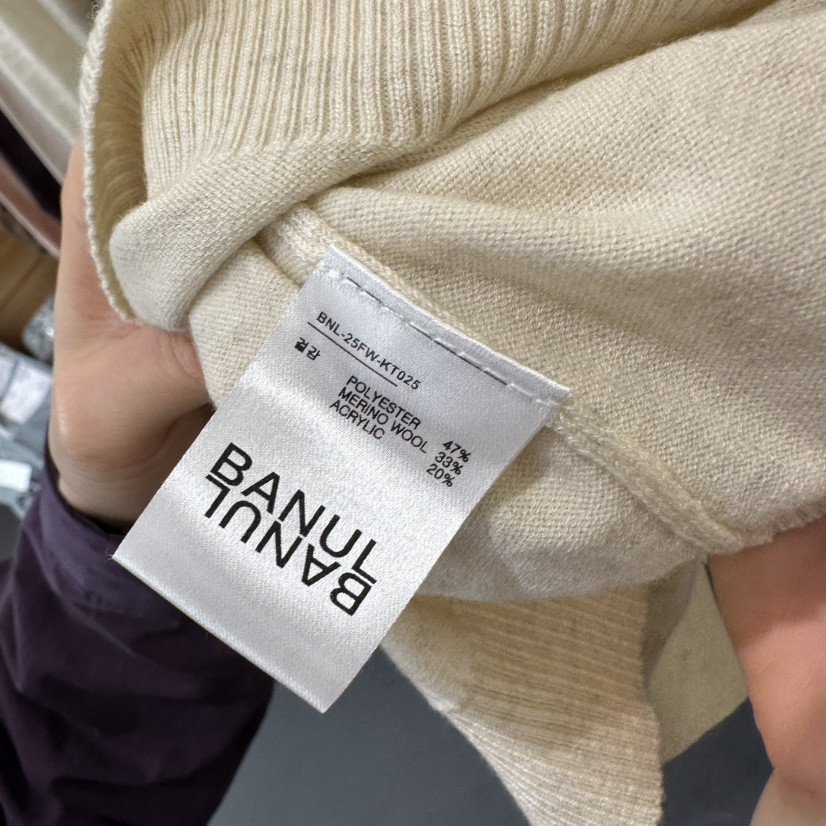 BNL-25FW-KT025
겉감
POLYESTER 47%
MERINO WOOL 33%
ACRYLIC 20%
BANUL
BANUL